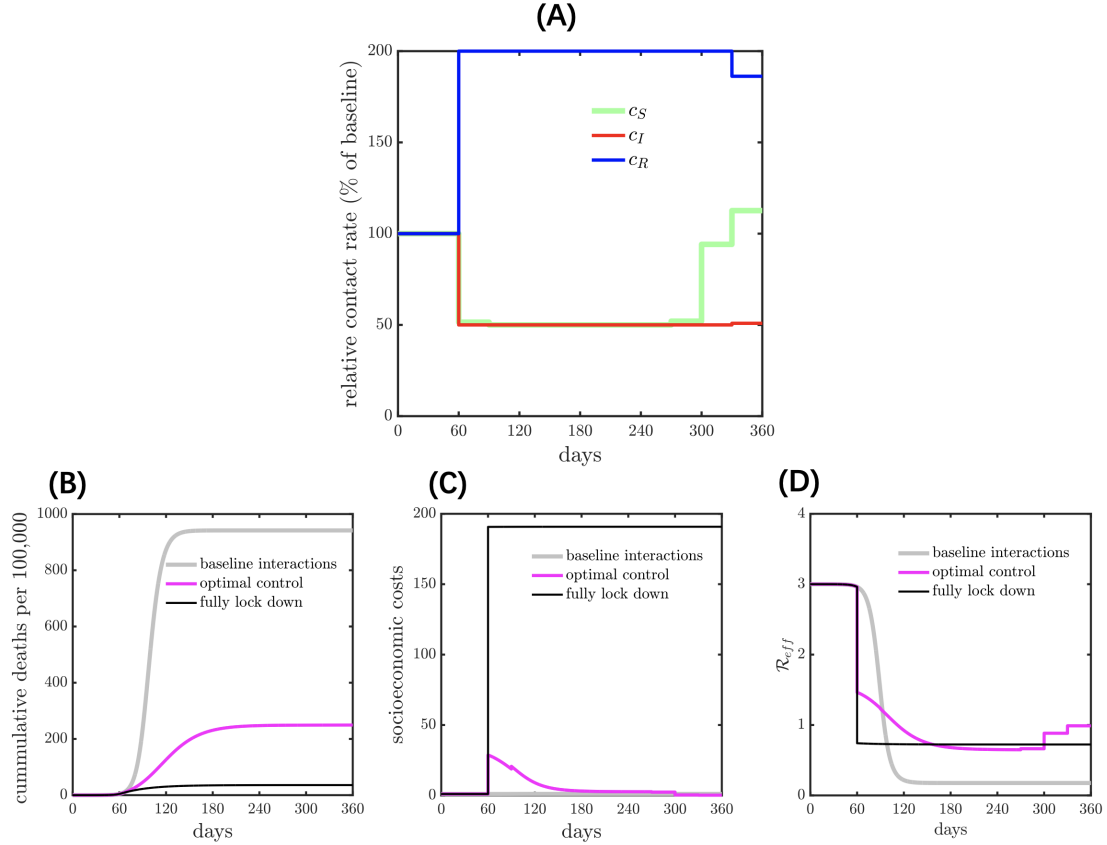 (A)
relative contact rate (% of baseline)
200
150
100
50
0
c_S
c_I
c_R
0 60 120 180 240 300 360
days
(B)
cummulative deaths per 100,000
1000
800
600
400
200
0
baseline interactions
optimal control
fully lock down
0 60 120 180 240 300 360
days
(C)
socioeconomic costs
200
150
100
50
0
baseline interactions
optimal control
fully lock down
0 60 120 180 240 300 360
days
(D)
ℛ_eff
4
3
2
1
0
baseline interactions
optimal control
fully lock down
0 60 120 180 240 300 360
days